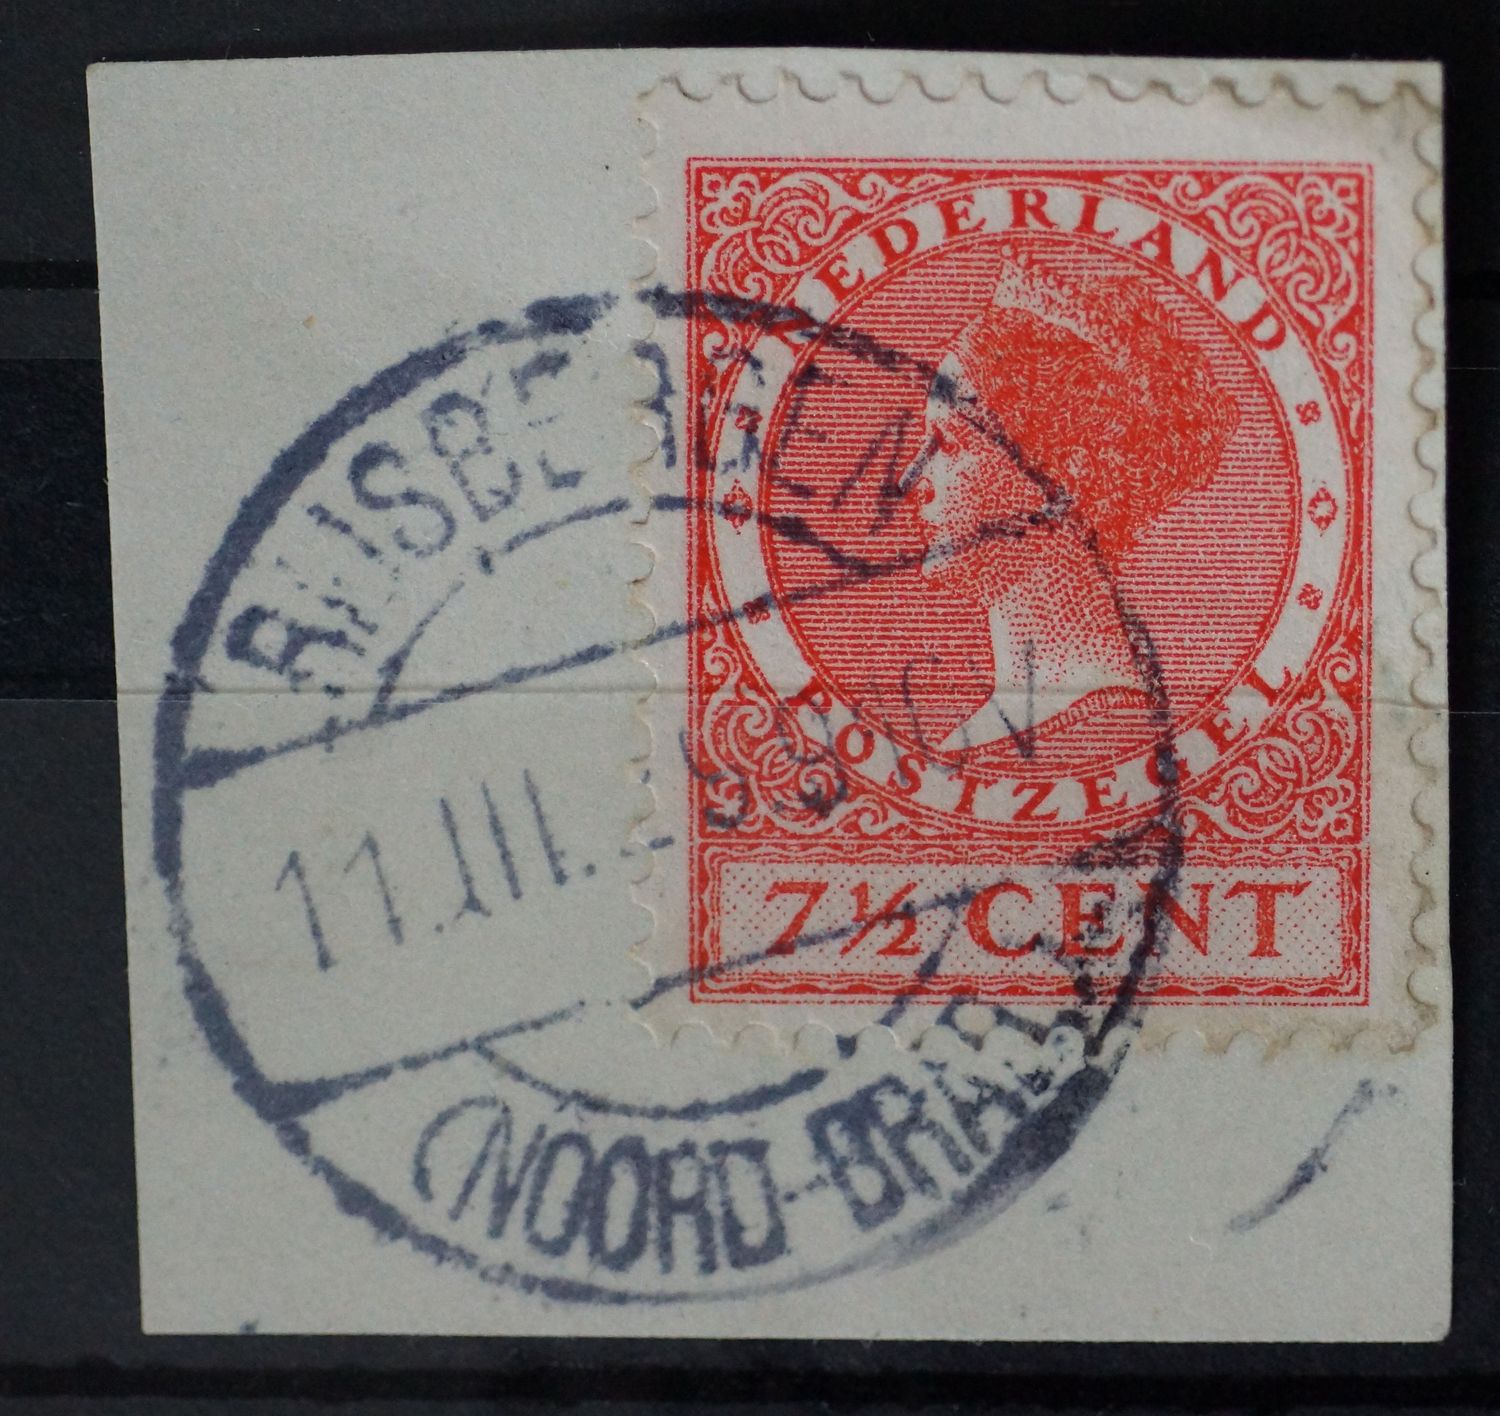 NEDERLAND
POSTZEGEL
7½ CENT
RIJSBERGEN
11.III.
(NOORD-BRAB.